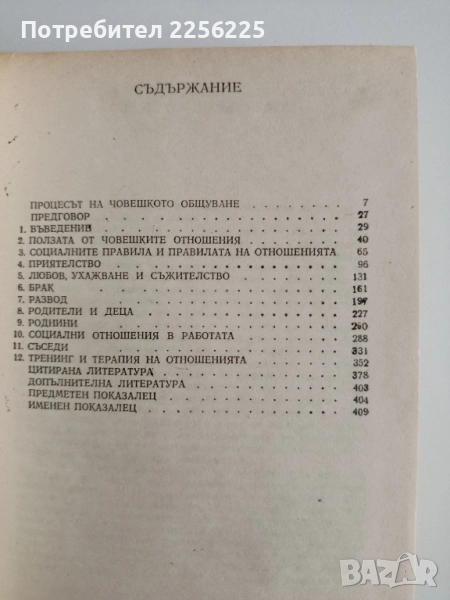 Потребител 2256225
СЪДЪРЖАНИЕ
ПРОЦЕСЪТ НА ЧОВЕШКОТО ОБЩУВАНЕ . . . . . . . . 7
ПРЕДГОВОР . . . . . . . . . . . . . . 27
1. ВЪВЕДЕНИЕ . . . . . . . . . . . . . . 29
2. ПОЛЗАТА ОТ ЧОВЕШКИТЕ ОТНОШЕНИЯ . . . . . . . . 40
3. СОЦИАЛНИТЕ ПРАВИЛА И ПРАВИЛАТА НА ОТНОШЕНИЯТА 65
4. ПРИЯТЕЛСТВО . . . . . . . . . . . . . 96
5. ЛЮБОВ, УХАЖВАНЕ И СЪЖИТЕЛСТВО . . . . . . . . 131
6. БРАК . . . . . . . . . . . . . . . 161
7. РАЗВОД . . . . . . . . . . . . . . 197
8. РОДИТЕЛИ И ДЕЦА . . . . . . . . . . . . 227
9. РОДНИНИ . . . . . . . . . . . . . . 260
10. СОЦИАЛНИ ОТНОШЕНИЯ В РАБОТАТА . . . . . . . . 288
11. СЪСЕДИ . . . . . . . . . . . . . . 331
12. ТРЕНИНГ И ТЕРАПИЯ НА ОТНОШЕНИЯТА . . . . . . . 352
ЦИТИРАНА ЛИТЕРАТУРА . . . . . . . . . . . 378
ДОПЪЛНИТЕЛНА ЛИТЕРАТУРА . . . . . . . . . . 403
ПРЕДМЕТЕН ПОКАЗАЛЕЦ . . . . . . . . . . . 404
ИМЕНЕН ПОКАЗАЛЕЦ . . . . . . . . . . . . 409
BAZAR